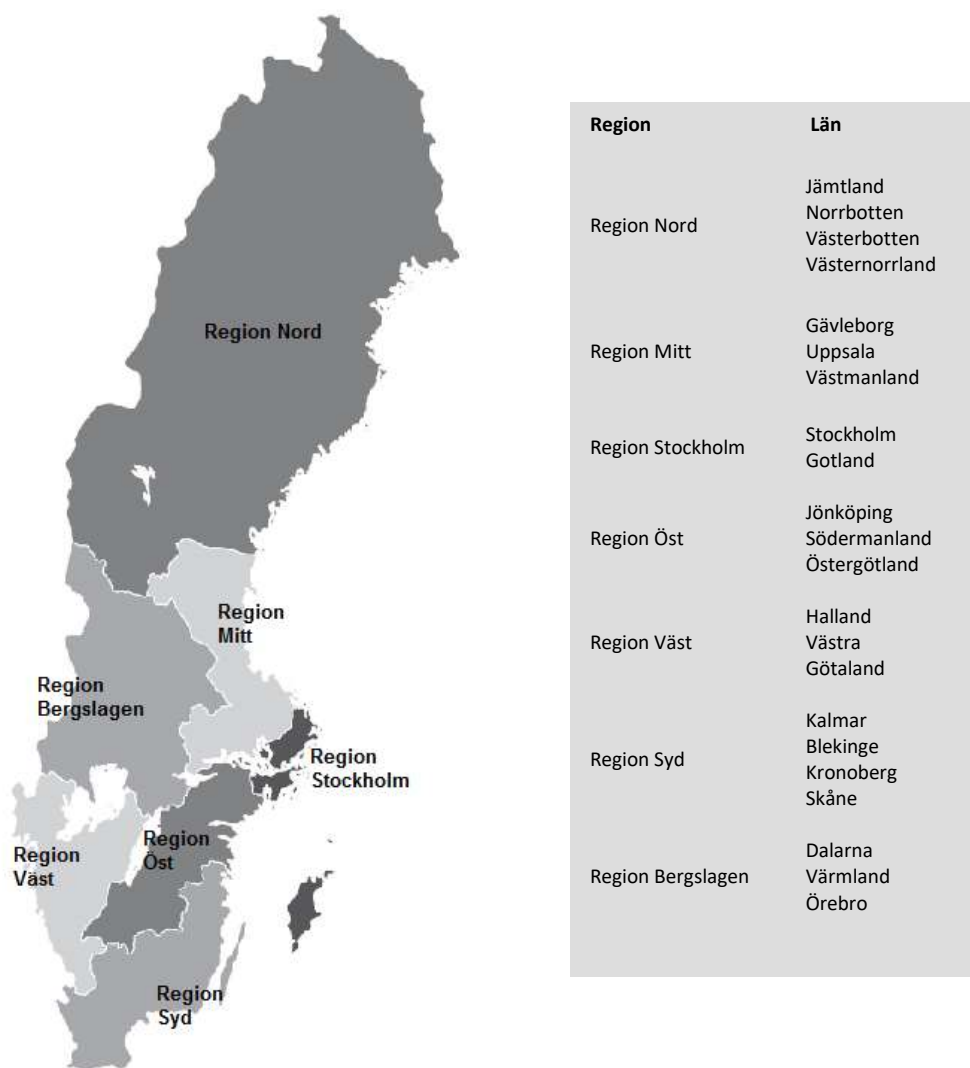 Region Nord
Region
Mitt
Region
Bergslagen
Region
Stockholm
Region
Öst
Region
Väst
Region
Syd
Region Län
Region Nord
Jämtland
Norrbotten
Västerbotten
Västernorrland
Region Mitt
Gävleborg
Uppsala
Västmanland
Region Stockholm
Stockholm
Gotland
Region Öst
Jönköping
Södermanland
Östergötland
Region Väst
Halland
Västra
Götaland
Region Syd
Kalmar
Blekinge
Kronoberg
Skåne
Region Bergslagen
Dalarna
Värmland
Örebro